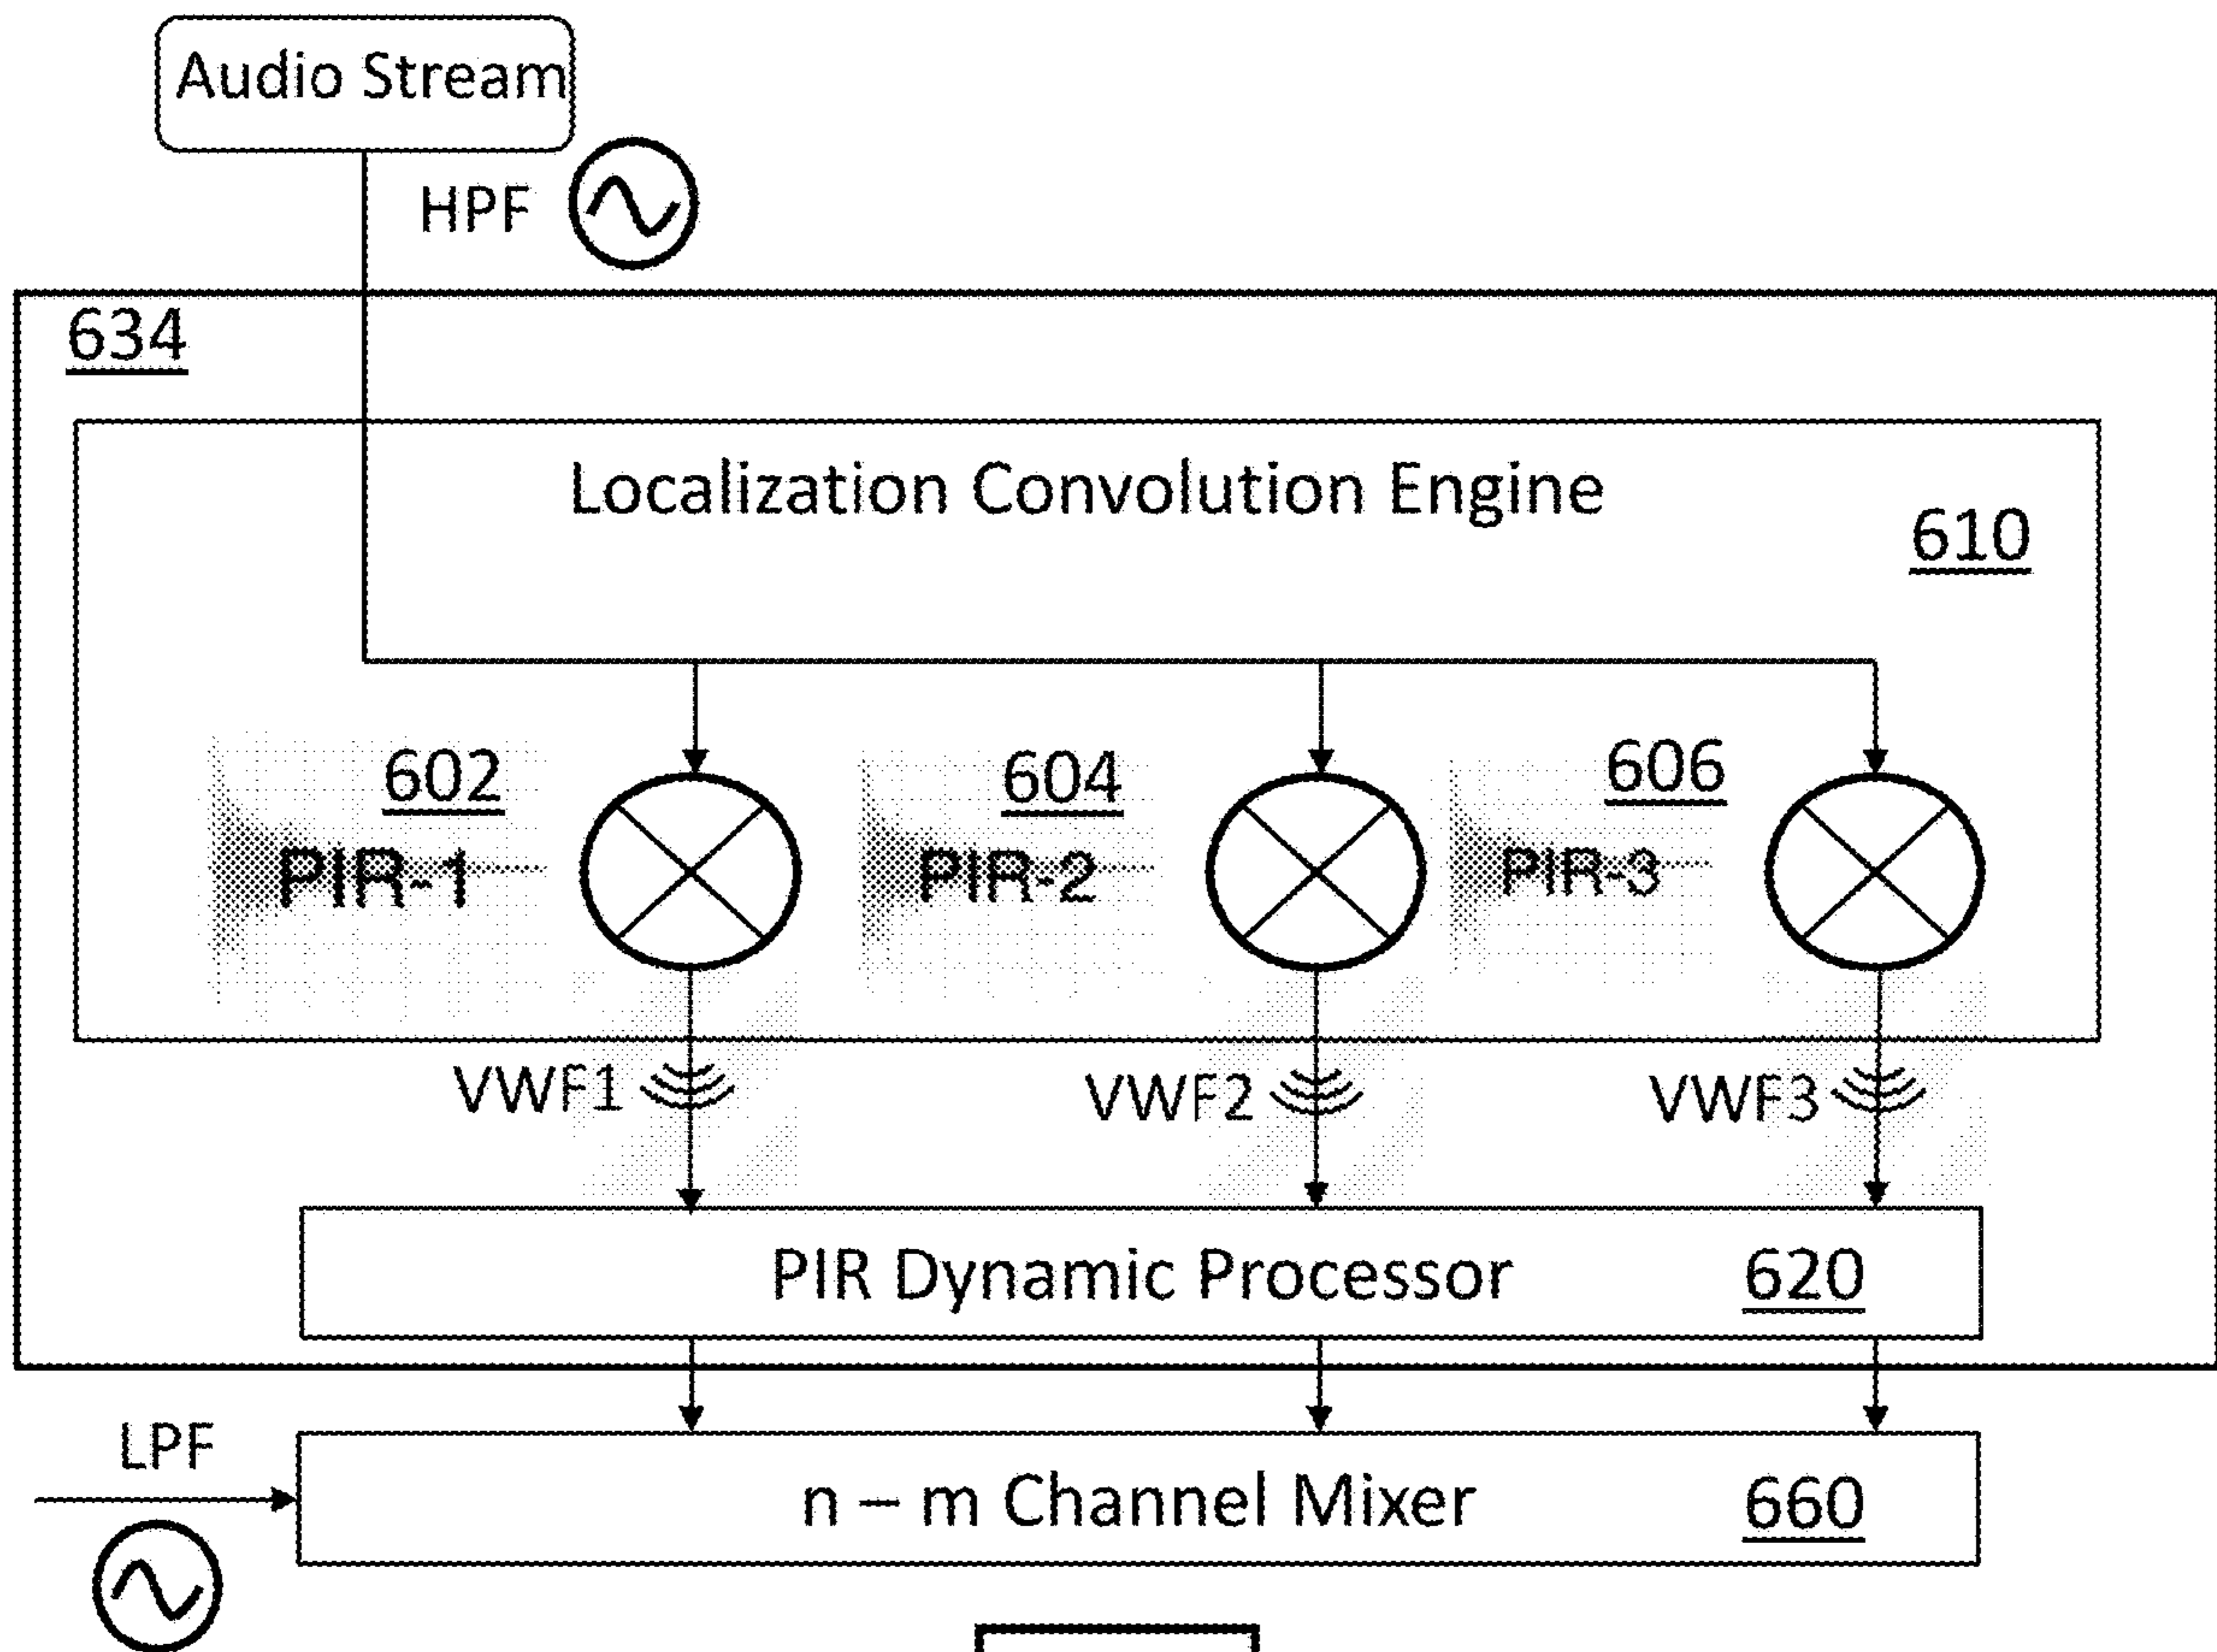 Audio Stream
HPF
634
Localization Convolution Engine
610
602
604
606
PIR-1
PIR-2
PIR-3
VWF1
VWF2
VWF3
PIR Dynamic Processor 620
LPF
n – m Channel Mixer 660